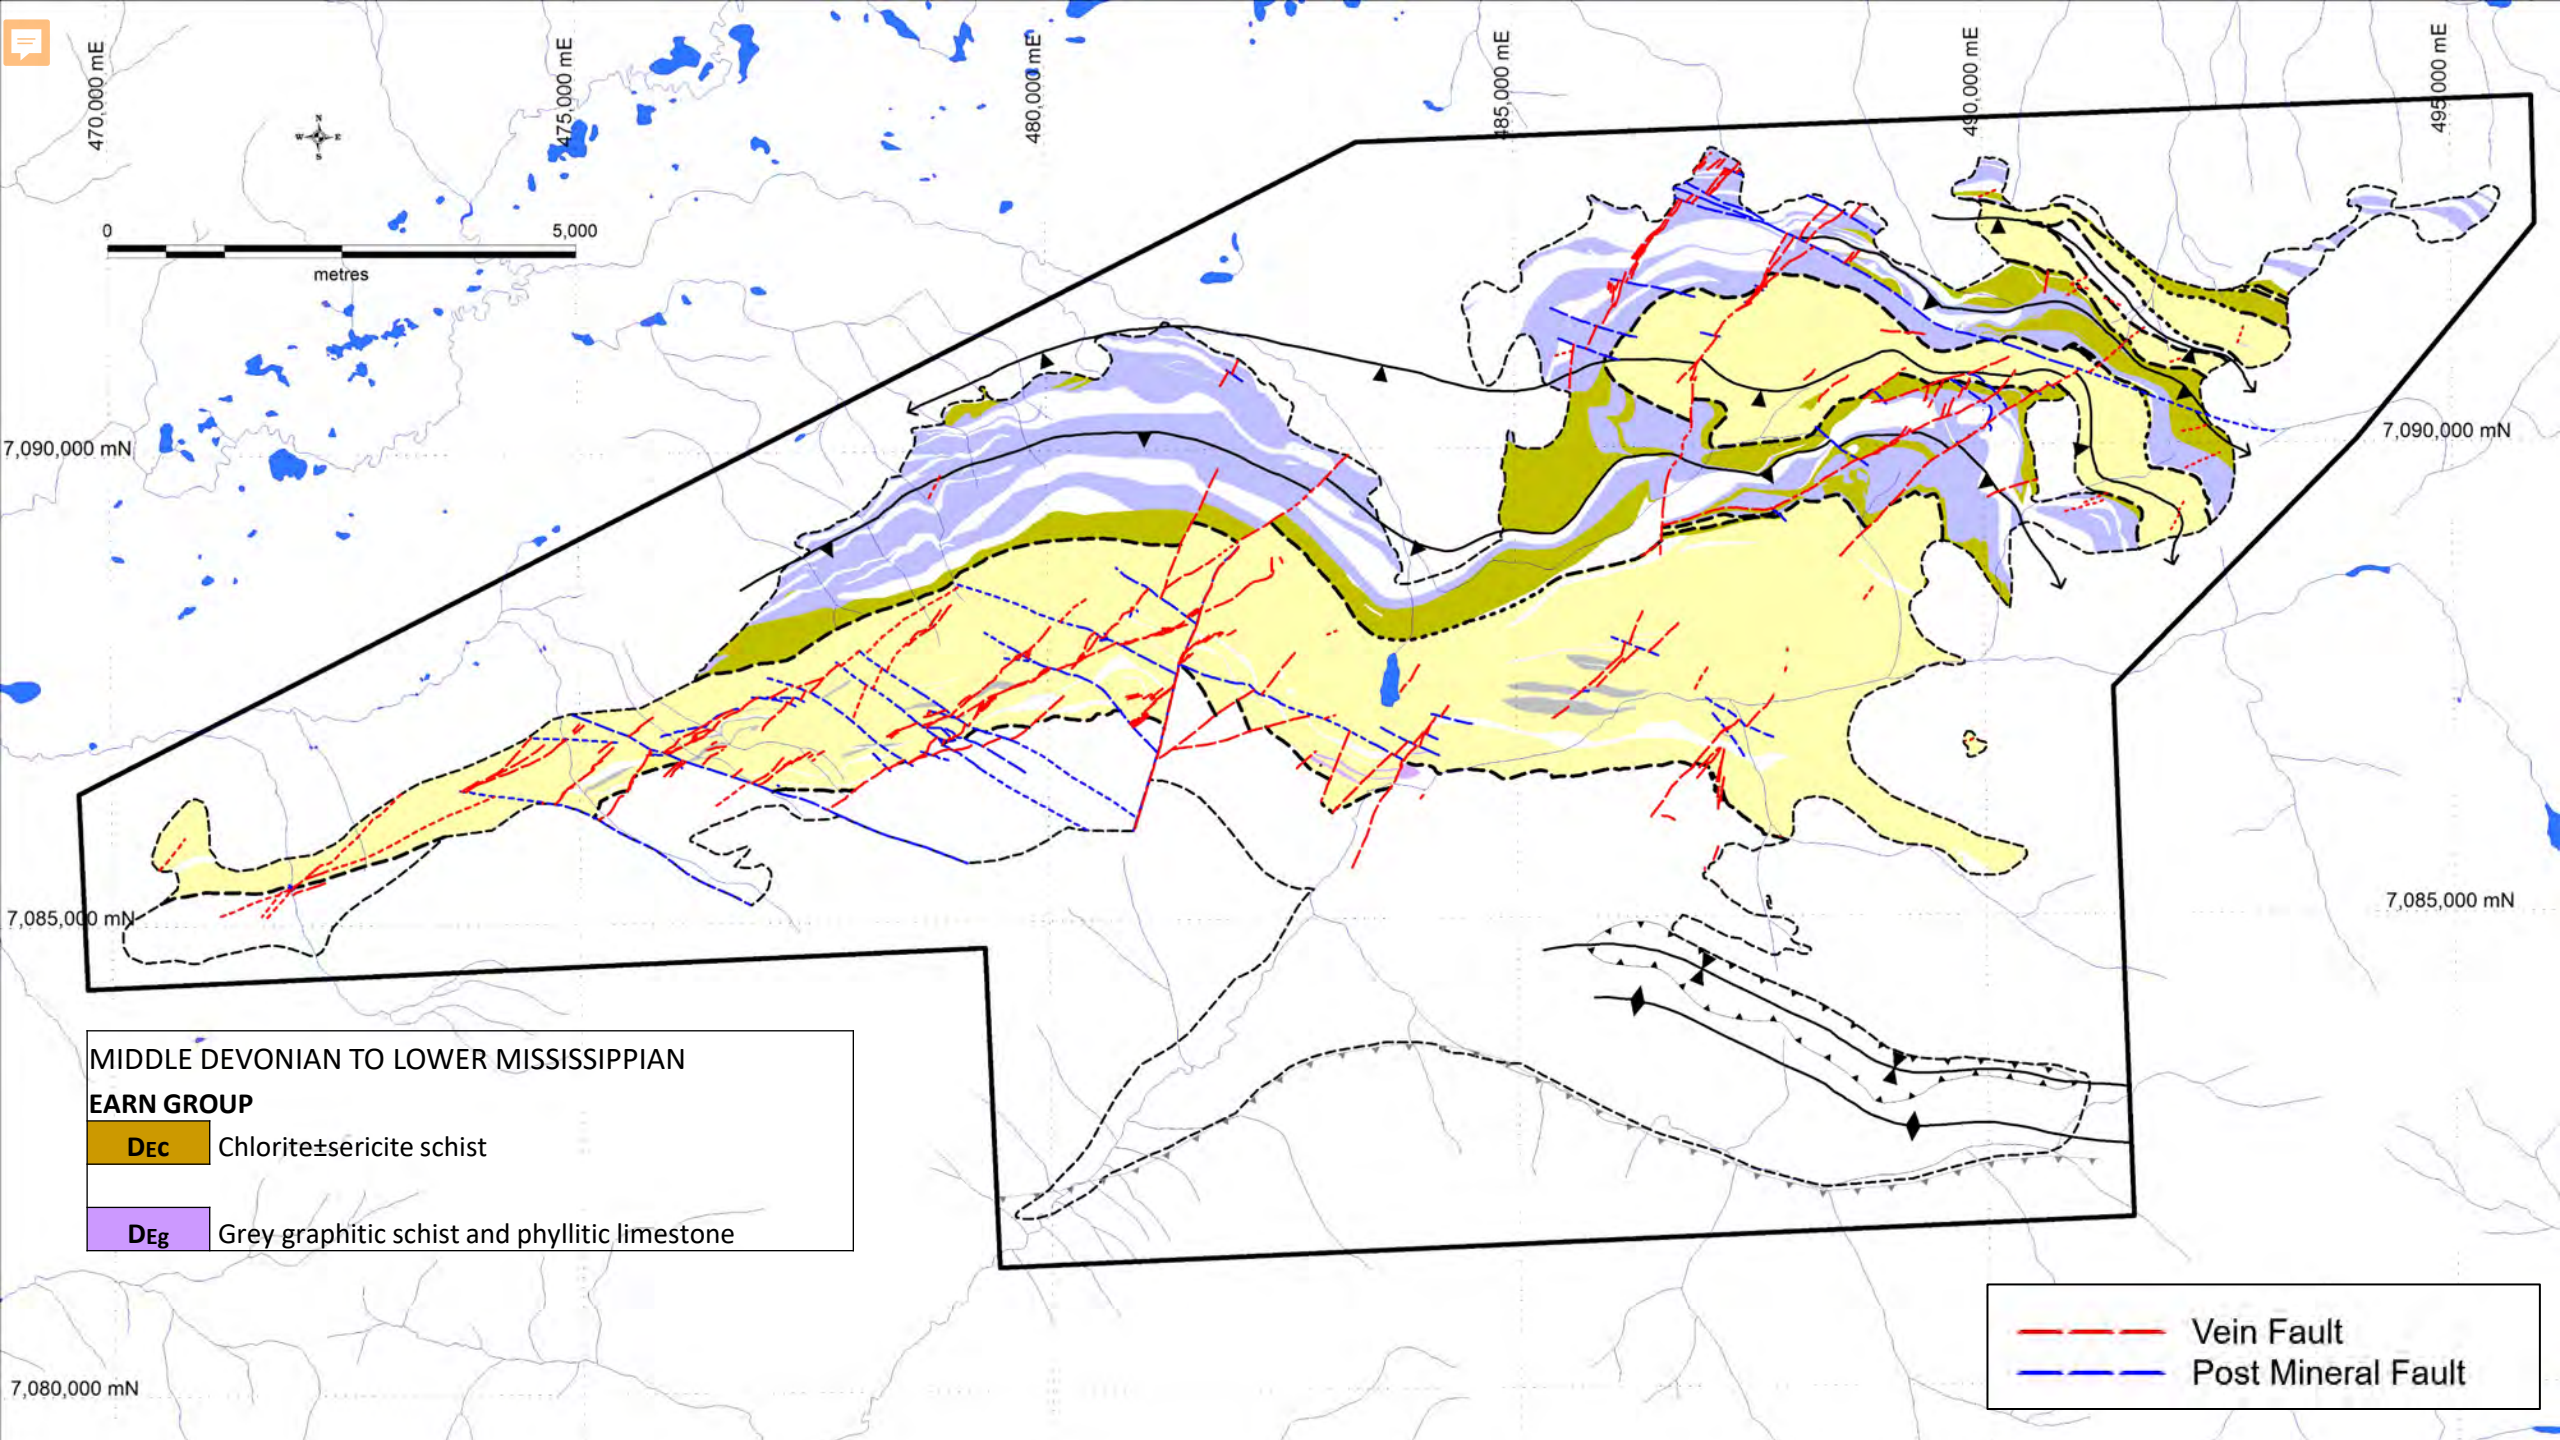 470,000 mE
475,000 mE
480,000 mE
485,000 mE
490,000 mE
495,000 mE
N
W E
S
0 5,000
metres
7,090,000 mN
7,090,000 mN
7,085,000 mN
7,085,000 mN
MIDDLE DEVONIAN TO LOWER MISSISSIPPIAN
EARN GROUP
DEC Chlorite±sericite schist
DEg Grey graphitic schist and phyllitic limestone
Vein Fault
Post Mineral Fault
7,080,000 mN